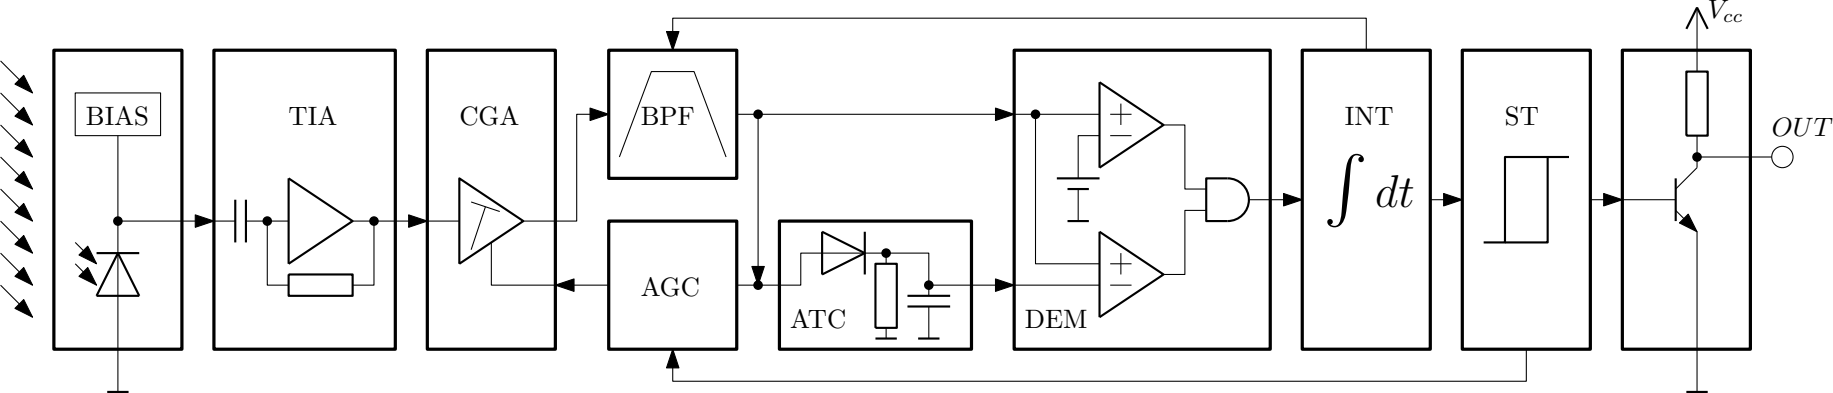 BIAS
TIA
CGA
BPF
AGC
ATC
+
−
+
−
DEM
INT
∫ dt
ST
Vcc
OUT